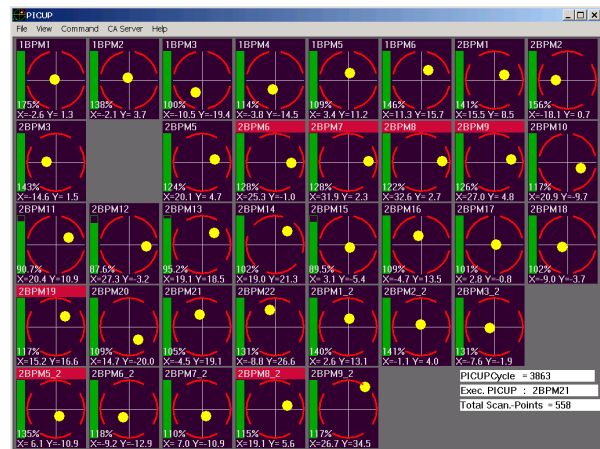 PICUP
File View Command CA Server Help
1BPM1 1BPM2 1BPM3 1BPM4 1BPM5 1BPM6 2BPM1 2BPM2
175% 138% 100% 114% 109% 146% 141% 156%
X=-2.6 Y= 1.3 X=-2.1 Y= 3.7 X=-10.5 Y=-19.4 X=-3.8 Y=-14.5 X= 3.4 Y=11.2 X=11.3 Y=15.7 X=15.5 Y= 8.5 X=-18.1 Y= 0.7
2BPM3 2BPM5 2BPM6 2BPM7 2BPM8 2BPM9 2BPM10
143% 124% 128% 128% 122% 126% 117%
X=-14.6 Y= 1.5 X=20.1 Y= 4.7 X=25.3 Y=-1.0 X=31.9 Y= 2.3 X=32.6 Y= 2.7 X=27.0 Y= 4.8 X=20.9 Y=-9.7
2BPM11 2BPM12 2BPM13 2BPM14 2BPM15 2BPM16 2BPM17 2BPM18
90.7% 87.6% 95.2% 102% 89.5% 109% 101% 102%
X=20.4 Y=10.9 X=27.3 Y=-3.2 X=19.1 Y=18.5 X=19.0 Y=21.3 X= 3.1 Y=-5.4 X=-4.7 Y=13.5 X= 2.8 Y=-0.8 X=-9.0 Y=-3.7
2BPM19 2BPM20 2BPM21 2BPM22 2BPM1_2 2BPM2_2 2BPM3_2
117% 109% 105% 131% 140% 141% 131%
X=15.2 Y=16.6 X=14.7 Y=-20.0 X=-4.5 Y=19.1 X=-8.8 Y=26.6 X= 2.6 Y=13.1 X=-1.1 Y= 4.0 X=-7.6 Y=-1.9
2BPM5_2 2BPM6_2 2BPM7_2 2BPM8_2 2BPM9_2
PICUPCycle = 3863
Exec. PICUP : 2BPM21
Total Scan.-Points = 558
135% 118% 110% 115% 117%
X= 6.1 Y=-10.9 X=-9.2 Y=-12.9 X= 7.0 Y=-10.9 X=19.1 Y= 5.6 X=26.7 Y=34.5